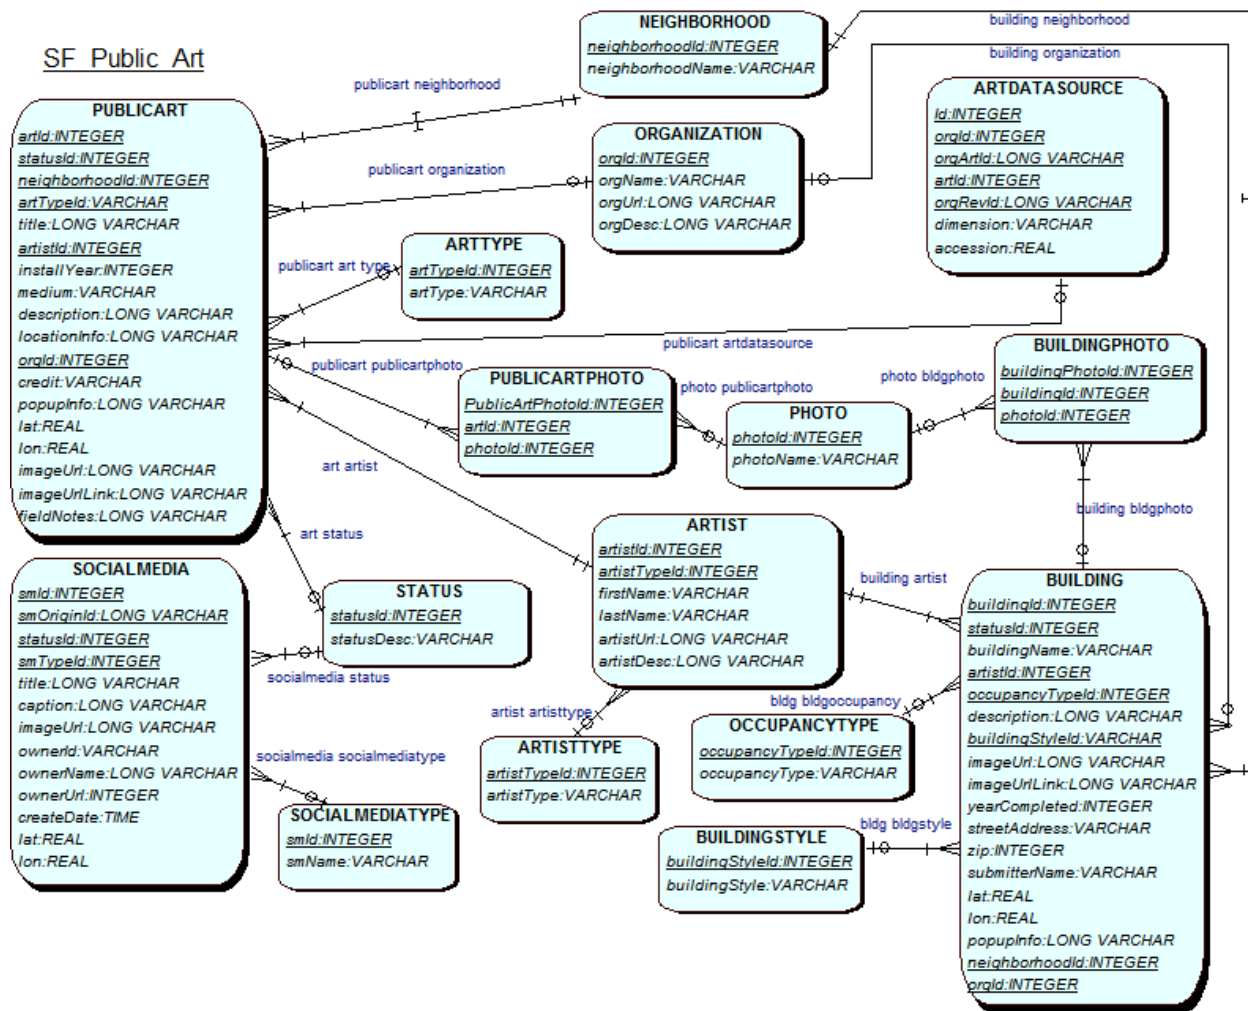 SF Public Art
PUBLICART
artId:INTEGER
statusId:INTEGER
neighborhoodId:INTEGER
artTypeId:VARCHAR
title:LONG VARCHAR
artistId:INTEGER
installYear:INTEGER
medium:VARCHAR
description:LONG VARCHAR
locationInfo:LONG VARCHAR
orgId:INTEGER
credit:VARCHAR
popupInfo:LONG VARCHAR
lat:REAL
lon:REAL
imageUrl:LONG VARCHAR
imageUrlLink:LONG VARCHAR
fieldNotes:LONG VARCHAR
publicart neighborhood
NEIGHBORHOOD
neighborhoodId:INTEGER
neighborhoodName:VARCHAR
building neighborhood
building organization
publicart organization
ORGANIZATION
orgId:INTEGER
orgName:VARCHAR
orgUrl:LONG VARCHAR
orgDesc:LONG VARCHAR
ARTDATASOURCE
Id:INTEGER
orgId:INTEGER
orgArtId:LONG VARCHAR
artId:INTEGER
orgRevId:LONG VARCHAR
dimension:VARCHAR
accession:REAL
publicart art type
ARTTYPE
artTypeId:INTEGER
artType:VARCHAR
publicart artdatasource
publicart publicartphoto
PUBLICARTPHOTO
PublicArtPhotoId:INTEGER
artId:INTEGER
photoId:INTEGER
photo publicartphoto
PHOTO
photoId:INTEGER
photoName:VARCHAR
photo bldgphoto
BUILDINGPHOTO
buildingPhotoId:INTEGER
buildingId:INTEGER
photoId:INTEGER
building bldgphoto
art artist
art status
ARTIST
artistId:INTEGER
artistTypeId:INTEGER
firstName:VARCHAR
lastName:VARCHAR
artistUrl:LONG VARCHAR
artistDesc:LONG VARCHAR
building artist
STATUS
statusId:INTEGER
statusDesc:VARCHAR
SOCIALMEDIA
smId:INTEGER
smOriginId:LONG VARCHAR
statusId:INTEGER
smTypeId:INTEGER
title:LONG VARCHAR
caption:LONG VARCHAR
imageUrl:LONG VARCHAR
ownerId:VARCHAR
ownerName:LONG VARCHAR
ownerUrl:INTEGER
createDate:TIME
lat:REAL
lon:REAL
socialmedia status
socialmedia socialmediatype
SOCIALMEDIATYPE
smId:INTEGER
smName:VARCHAR
artist artisttype
ARTISTTYPE
artistTypeId:INTEGER
artistType:VARCHAR
bldg bldgoccupancy
OCCUPANCYTYPE
occupancyTypeId:INTEGER
occupancyType:VARCHAR
bldg bldgstyle
BUILDINGSTYLE
buildingStyleId:INTEGER
buildingStyle:VARCHAR
BUILDING
buildingId:INTEGER
statusId:INTEGER
buildingName:VARCHAR
artistId:INTEGER
occupancyTypeId:INTEGER
description:LONG VARCHAR
buildingStyleId:VARCHAR
imageUrl:LONG VARCHAR
imageUrlLink:LONG VARCHAR
yearCompleted:INTEGER
streetAddress:VARCHAR
zip:INTEGER
submitterName:VARCHAR
lat:REAL
lon:REAL
popupInfo:LONG VARCHAR
neighborhoodId:INTEGER
orgId:INTEGER